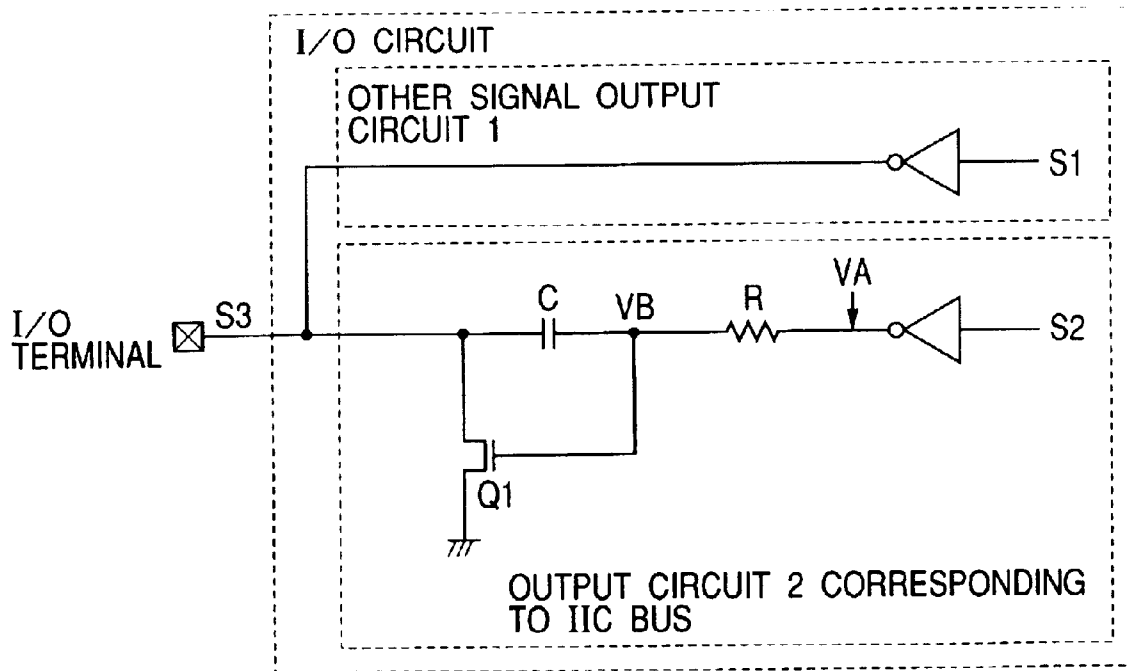 I/O CIRCUIT
OTHER SIGNAL OUTPUT
CIRCUIT 1
S1
VA
C
VB
R
S2
S3
I/O
TERMINAL
Q1
OUTPUT CIRCUIT 2 CORRESPONDING
TO IIC BUS